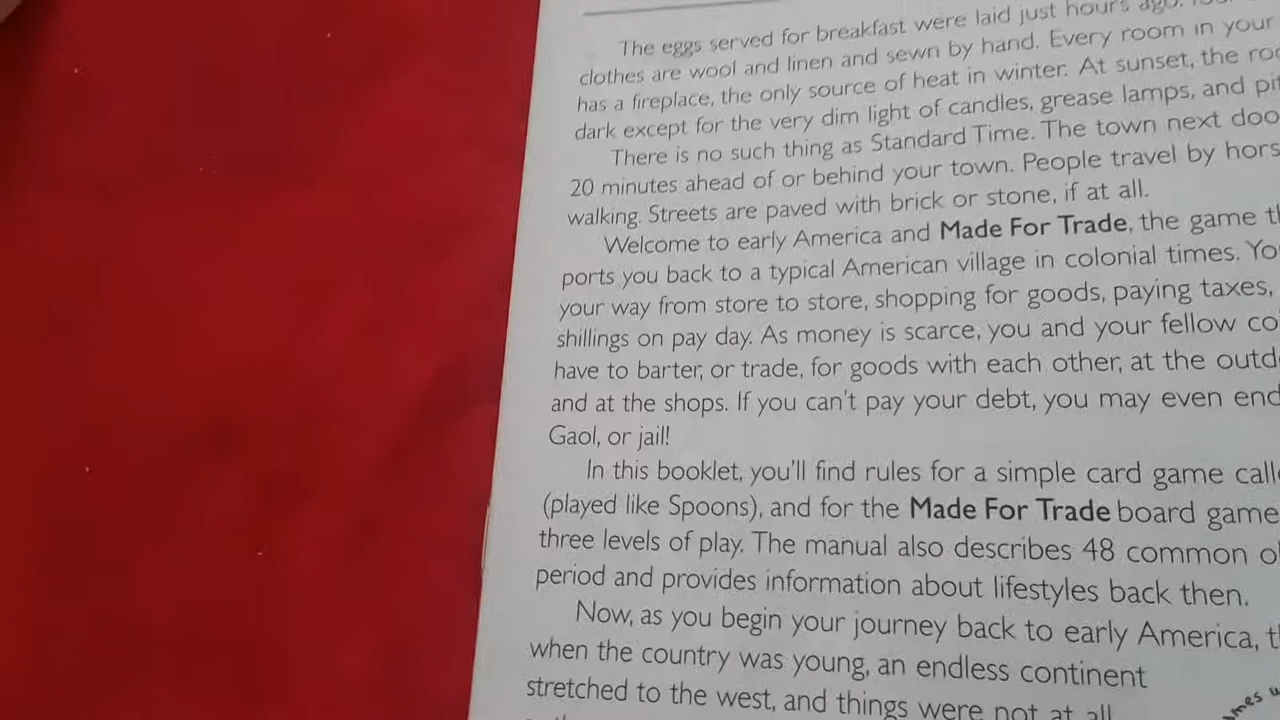 The eggs served for breakfast were laid just hours ago.
clothes are wool and linen and sewn by hand. Every room in your
has a fireplace, the only source of heat in winter. At sunset, the
dark except for the very dim light of candles, grease lamps, and
There is no such thing as Standard Time. The town next
20 minutes ahead of or behind your town. People travel by
walking. Streets are paved with brick or stone, if at all.
Welcome to early America and Made For Trade, the game
ports you back to a typical American village in colonial times.
your way from store to store, shopping for goods, paying taxes,
shillings on pay day. As money is scarce, you and your fellow
have to barter, or trade, for goods with each other, at the
and at the shops. If you can't pay your debt, you may even end
Gaol, or jail!
In this booklet, you'll find rules for a simple card game
(played like Spoons), and for the Made For Trade board game
three levels of play. The manual also describes 48 common
period and provides information about lifestyles back then.
Now, as you begin your journey back to early America,
when the country was young, an endless continent
stretched to the west, and things were not at all